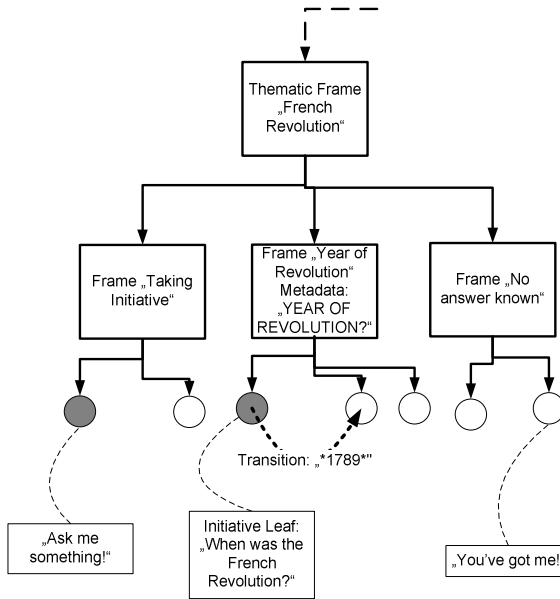 Thematic Frame
„French
Revolution“
Frame „Taking
Initiative“
Frame „Year of
Revolution“
Metadata:
„YEAR OF
REVOLUTION?“
Frame „No
answer known“
Transition: „*1789*"
„Ask me
something!“
Initiative Leaf:
„When was the
French
Revolution?“
„You’ve got me!